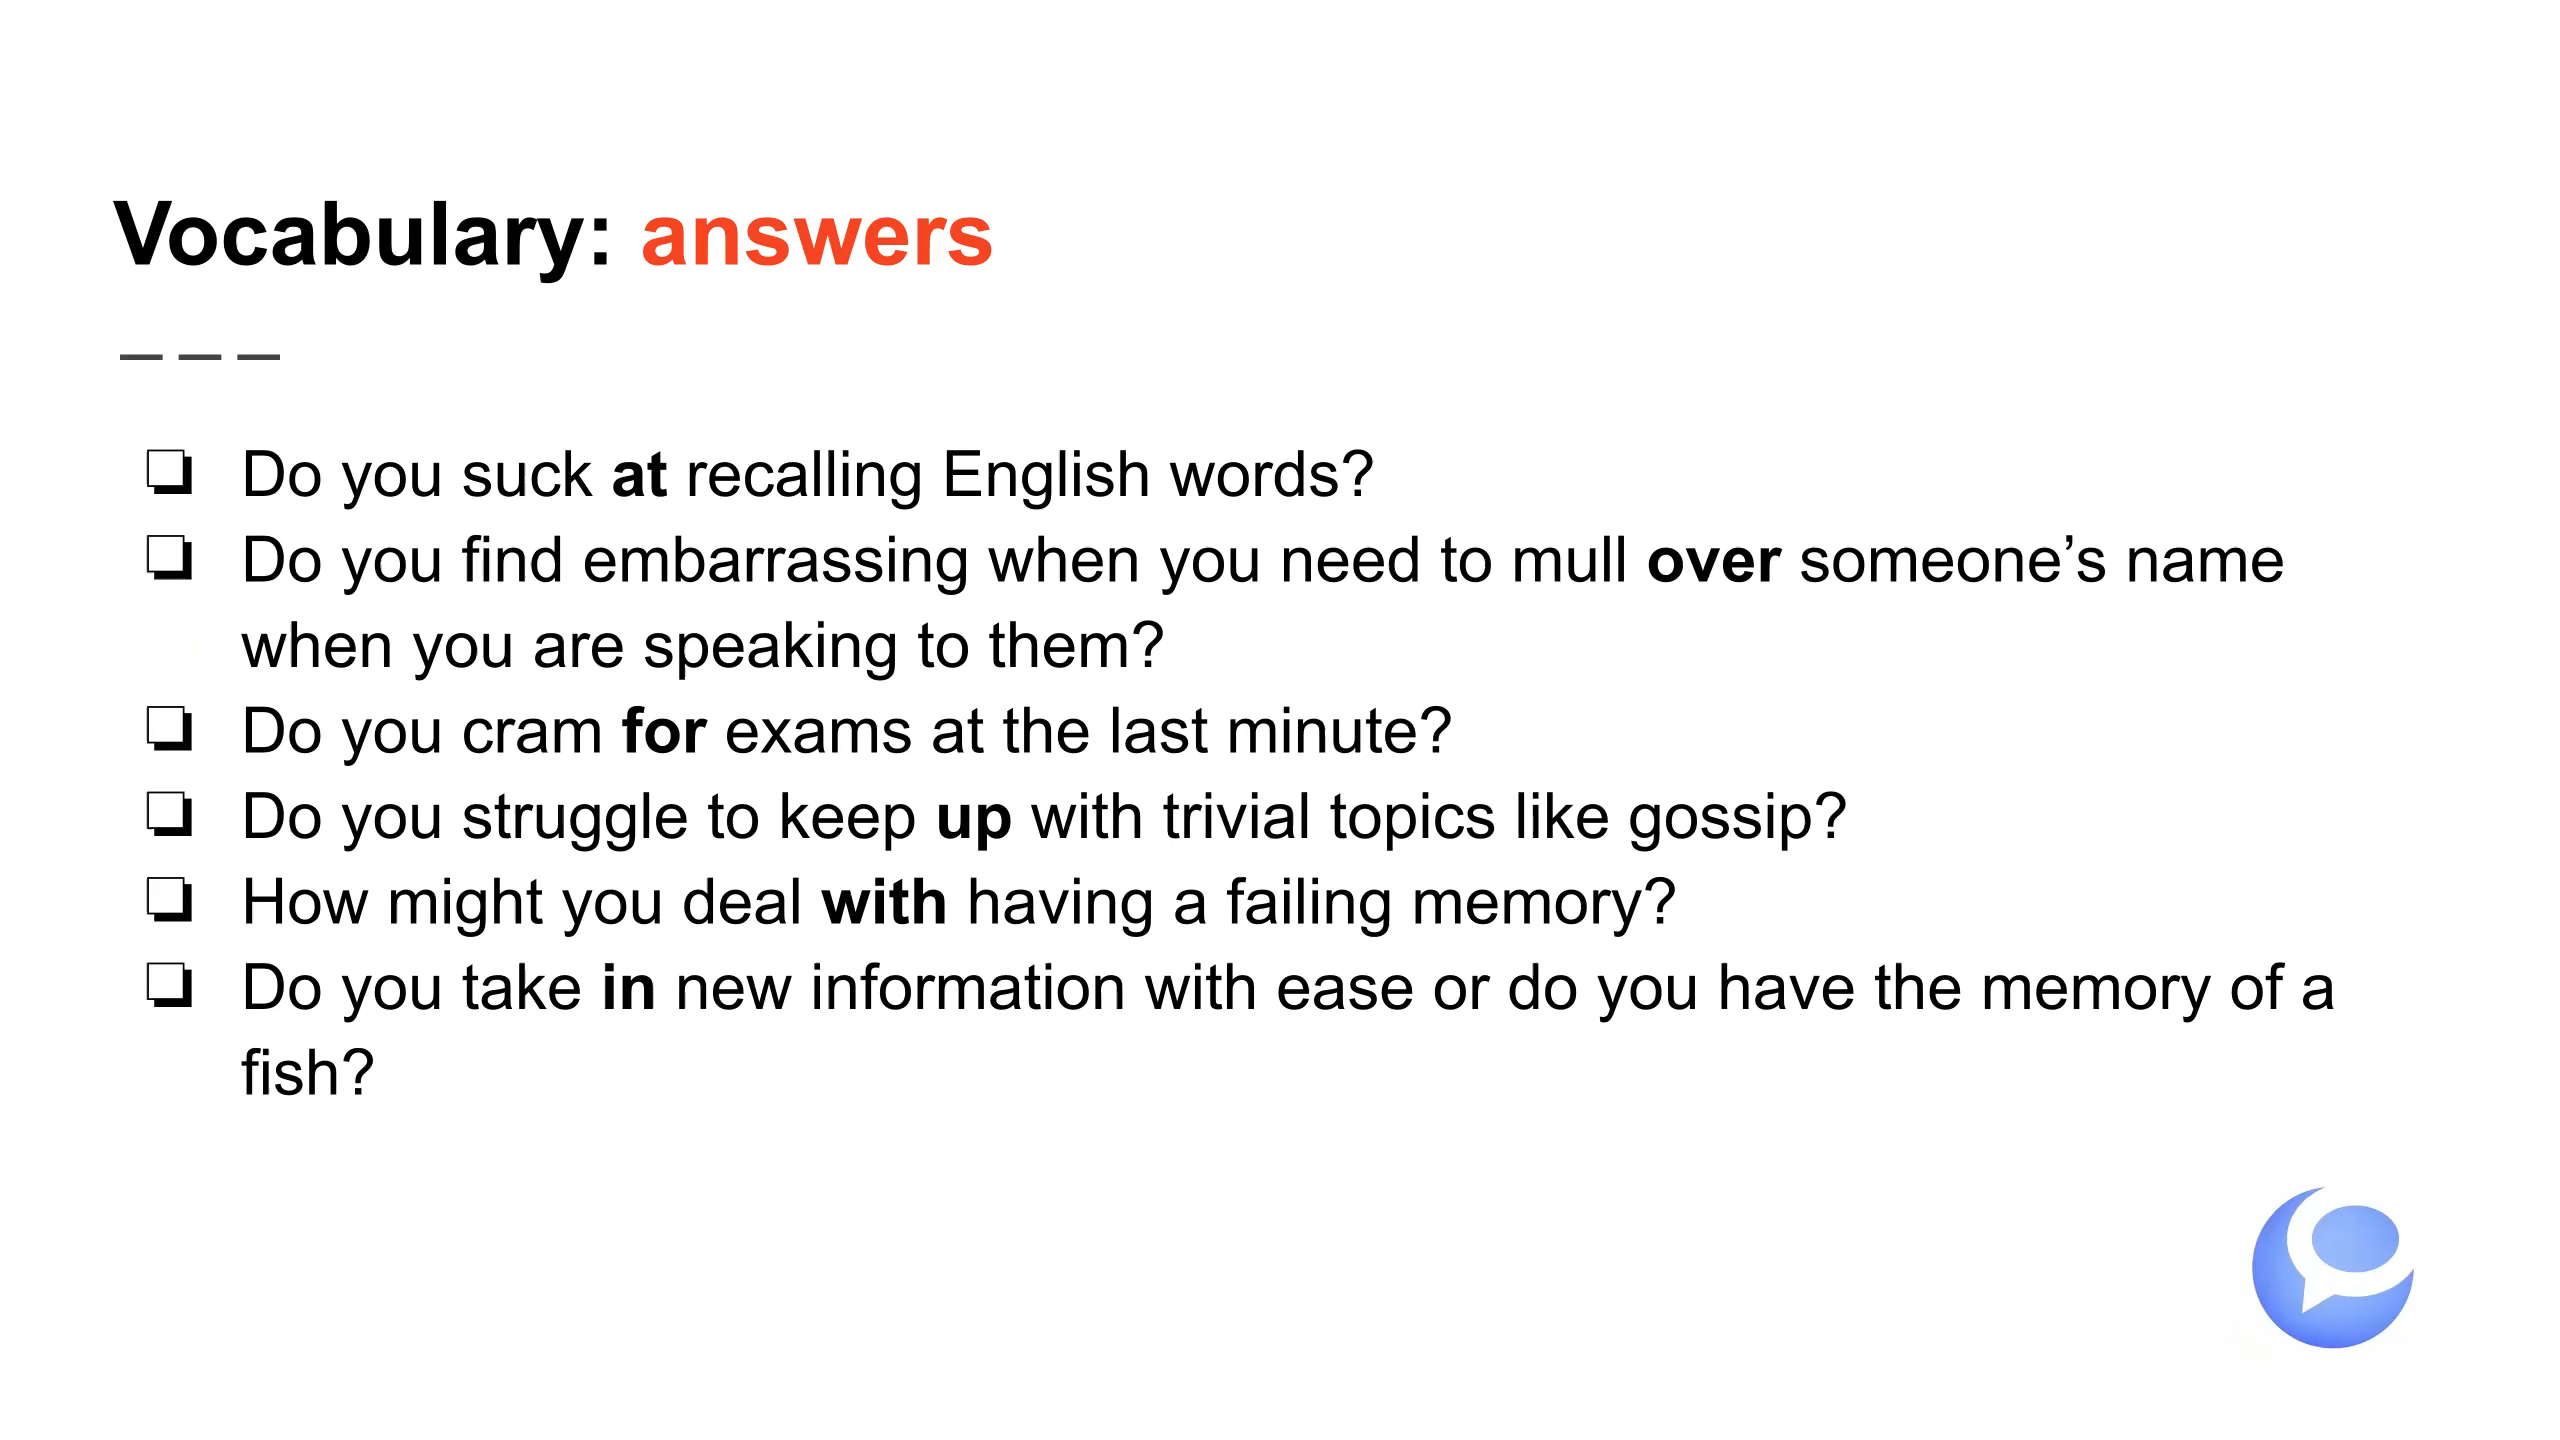 Vocabulary: answers
❏ Do you suck at recalling English words?
❏ Do you find embarrassing when you need to mull over someone’s name
when you are speaking to them?
❏ Do you cram for exams at the last minute?
❏ Do you struggle to keep up with trivial topics like gossip?
❏ How might you deal with having a failing memory?
❏ Do you take in new information with ease or do you have the memory of a
fish?